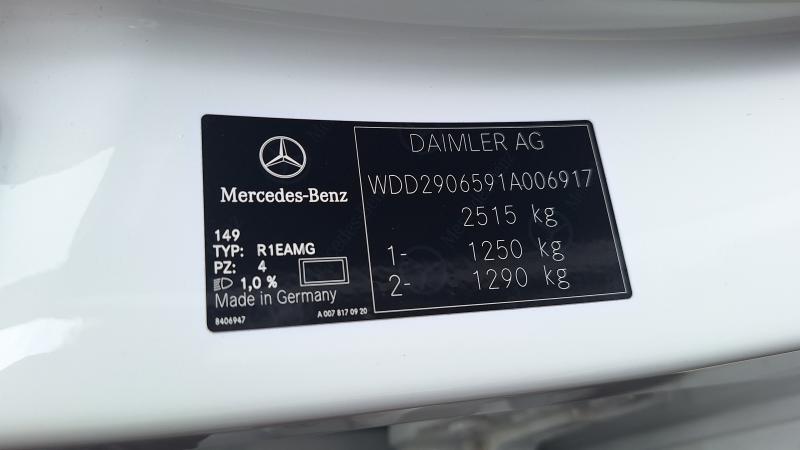 DAIMLER AG
WDD2906591A006917
2515 kg
1- 1250 kg
2- 1290 kg
Mercedes-Benz
149
TYP: R1EAMG
PZ: 4
1,0 %
Made in Germany
8406947 A 007 817 09 20